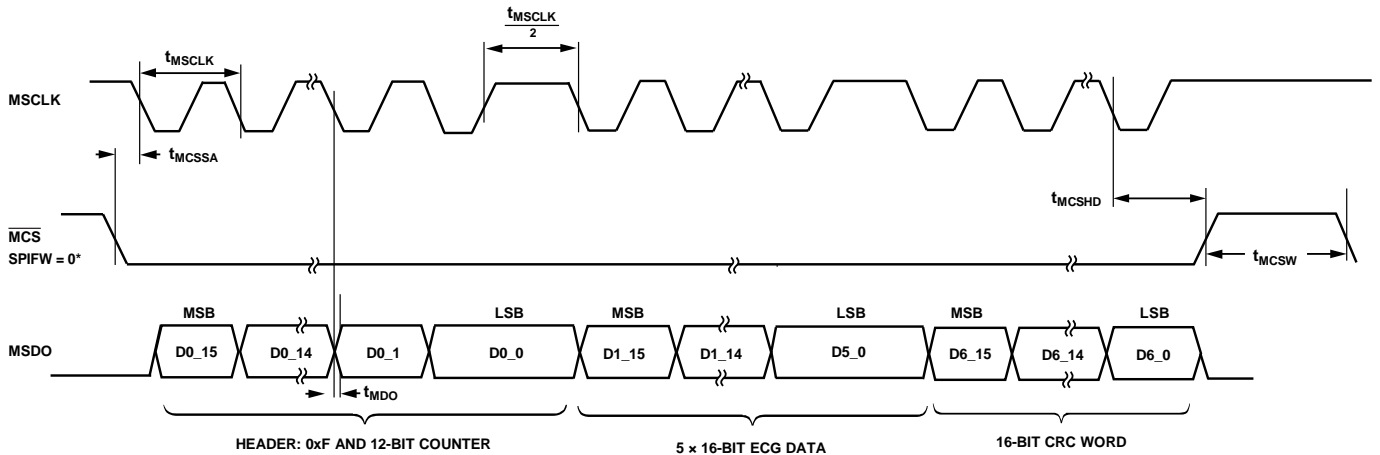 tMSCLK
tMSCLK
2
MSCLK
tMCSSA
tMCSHD
MCS
SPIFW = 0*
tMCSW
MSB
LSB
MSB
LSB
MSB
LSB
MSDO
D0_15
D0_14
D0_1
D0_0
D1_15
D1_14
D5_0
D6_15
D6_14
D6_0
tMDO
HEADER: 0xF AND 12-BIT COUNTER
5 × 16-BIT ECG DATA
16-BIT CRC WORD